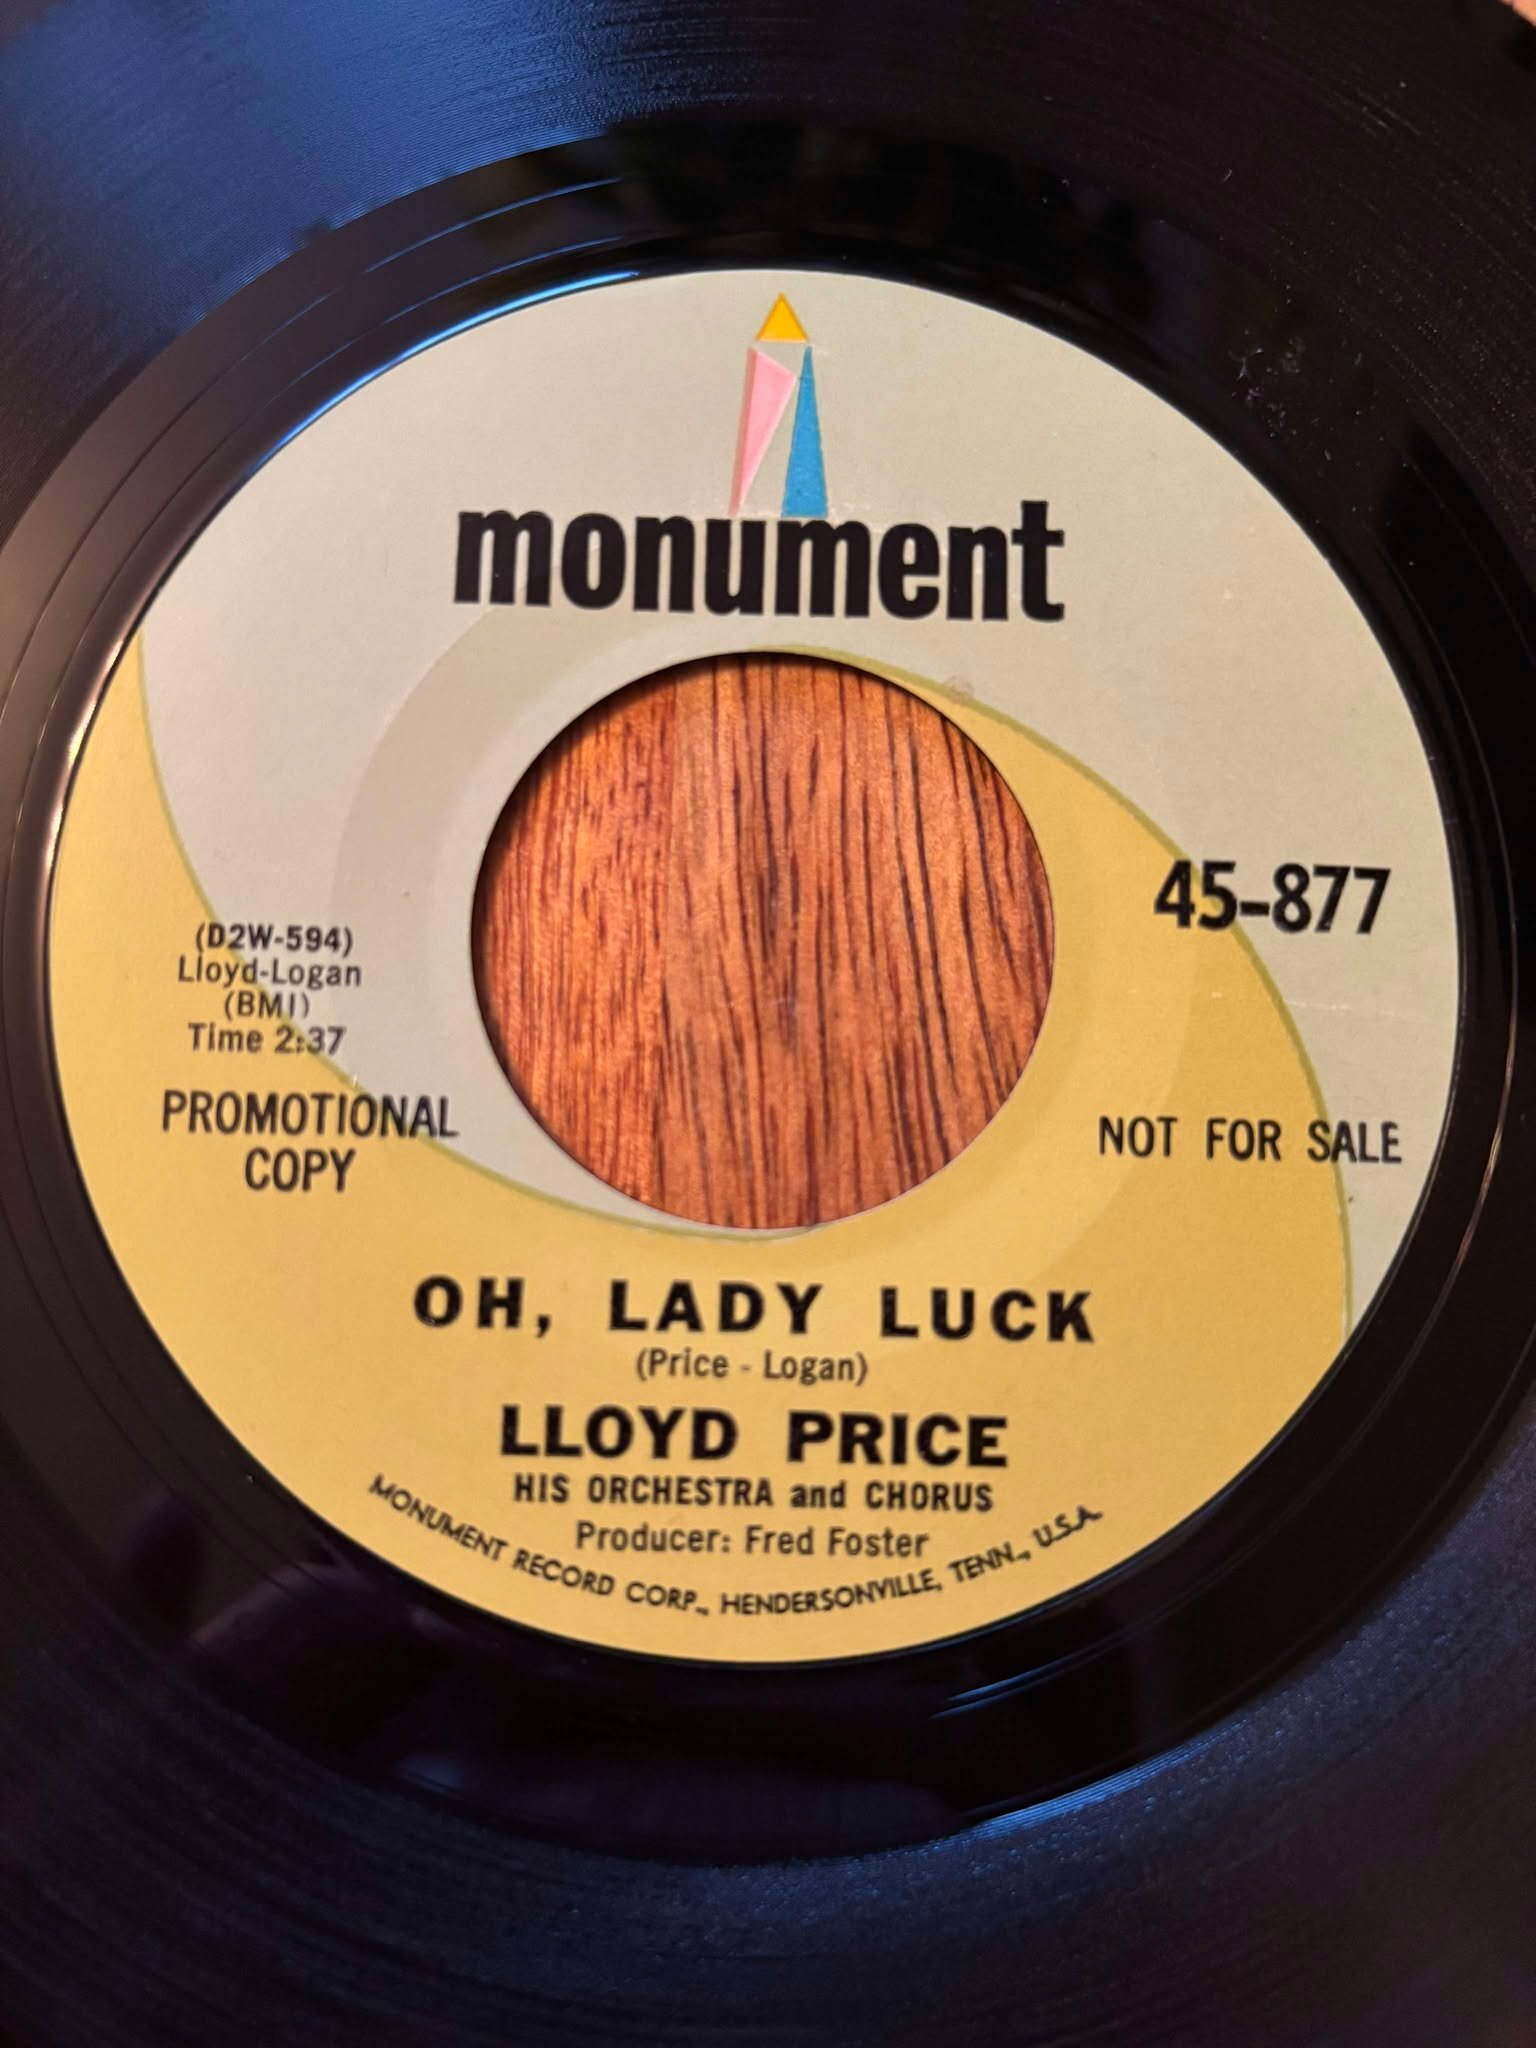 monument
45-877
(D2W-594)
Lloyd-Logan
(BMI)
Time 2:37
PROMOTIONAL
COPY
NOT FOR SALE
OH, LADY LUCK
(Price - Logan)
LLOYD PRICE
HIS ORCHESTRA and CHORUS
Producer: Fred Foster
MONUMENT RECORD CORP., HENDERSONVILLE, TENN., U.S.A.